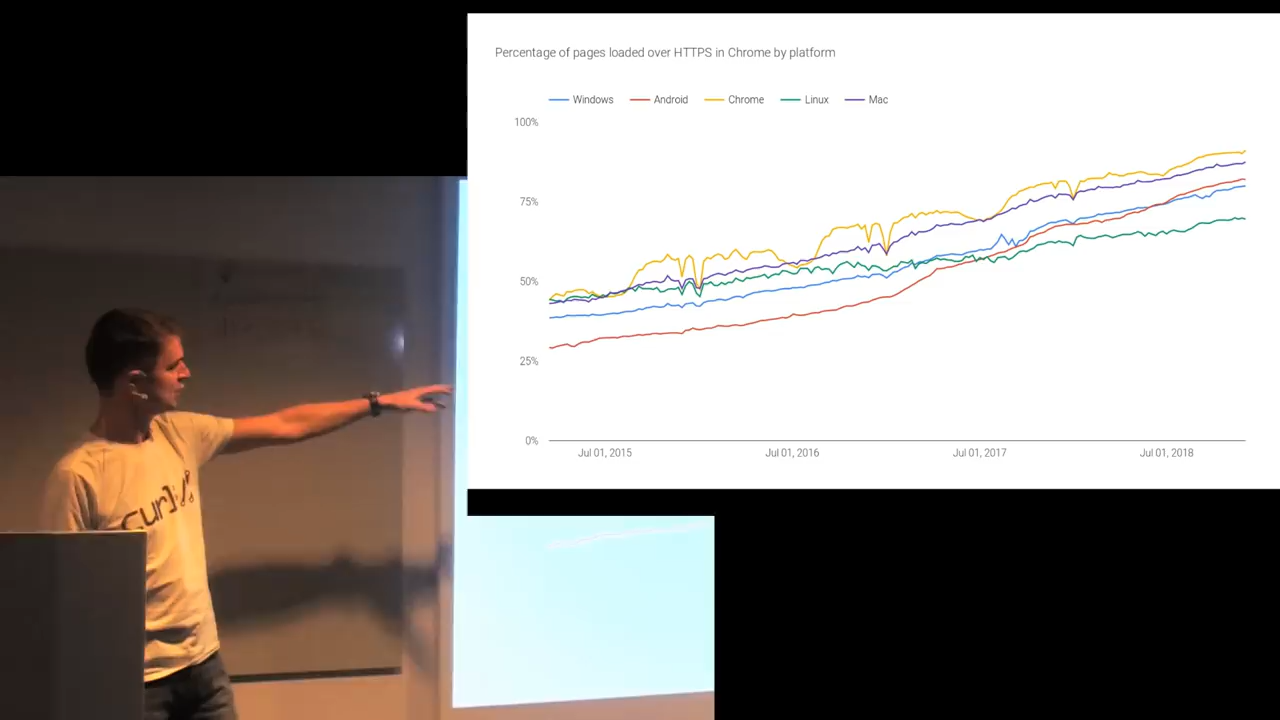 Percentage of pages loaded over HTTPS in Chrome by platform
Windows Android Chrome Linux Mac
100%
75%
50%
25%
0%
Jul 01, 2015 Jul 01, 2016 Jul 01, 2017 Jul 01, 2018
curl://